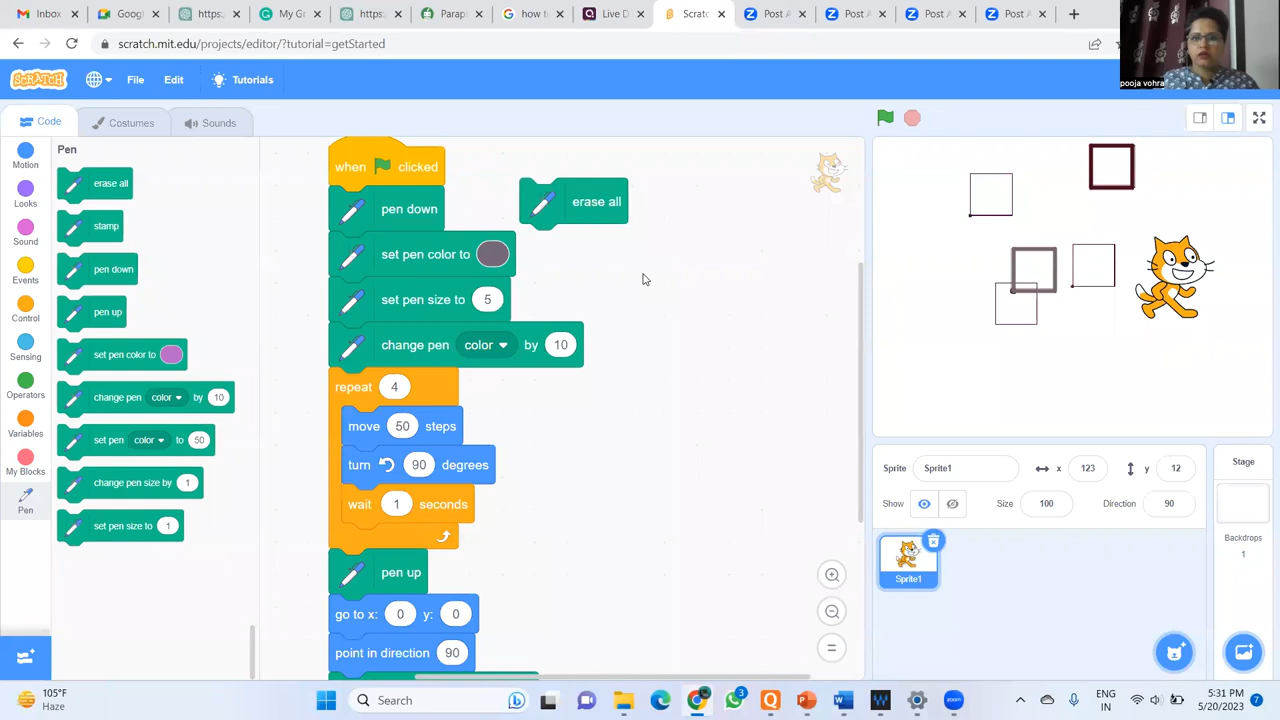 Inbox
Googl
https:
My Gr
https:
Parap
how to
Live D
Scratc
Post A
Post A
Post A
Post A
scratch.mit.edu/projects/editor/?tutorial=getStarted
pooja vohra
SCRATCH
File
Edit
Tutorials
Code
Costumes
Sounds
Motion
Looks
Sound
Events
Control
Sensing
Operators
Variables
My Blocks
Pen
Pen
erase all
stamp
pen down
pen up
set pen color to
change pen color by 10
set pen color to 50
change pen size by 1
set pen size to 1
when clicked
pen down
set pen color to
set pen size to 5
change pen color by 10
repeat 4
move 50 steps
turn 90 degrees
wait 1 seconds
pen up
go to x: 0 y: 0
point in direction 90
erase all
Sprite Sprite1 x 123 y 12
Show Size 100 Direction 90
Sprite1
Stage
Backdrops
1
105°F
Haze
Search
3
ENG
IN
5:31 PM
5/20/2023
7